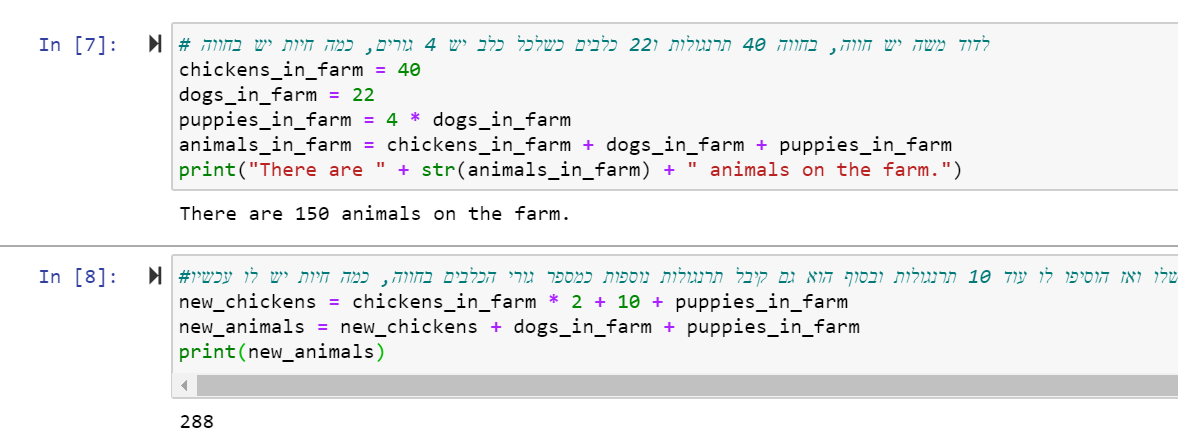 In [7]:
# לדוד משה יש חווה, בחווה 40 תרנגולות ו22 כלבים כשלכל כלב יש 4 גורים, כמה חיות יש בחווה
chickens_in_farm = 40
dogs_in_farm = 22
puppies_in_farm = 4 * dogs_in_farm
animals_in_farm = chickens_in_farm + dogs_in_farm + puppies_in_farm
print("There are " + str(animals_in_farm) + " animals on the farm.")
There are 150 animals on the farm.
In [8]:
#שלו ואז הוסיפו לו עוד 10 תרנגולות ובסוף הוא גם קיבל תרנגולות נוספות כמספר גורי הכלבים בחווה, כמה חיות יש לו עכשיו
new_chickens = chickens_in_farm * 2 + 10 + puppies_in_farm
new_animals = new_chickens + dogs_in_farm + puppies_in_farm
print(new_animals)
288